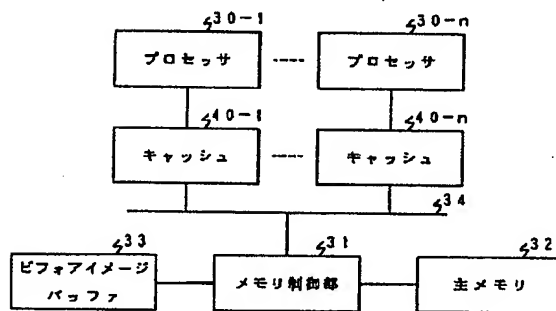 30-1
30-n
プロセッサ
プロセッサ
40-1
40-n
キャッシュ
キャッシュ
34
33
31
32
ビフォアイメージ
バッファ
メモリ制御部
主メモリ